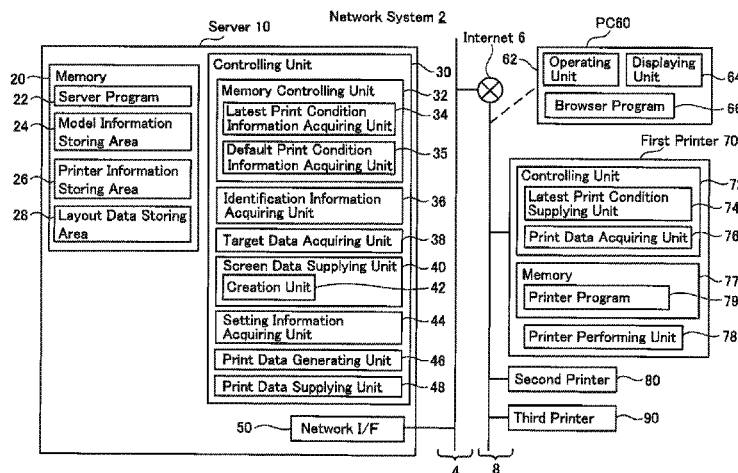 Network System 2
Server 10
20
Memory
22
Server Program
24
Model Information
Storing Area
26
Printer Information
Storing Area
28
Layout Data Storing
Area
Controlling Unit
30
Memory Controlling Unit
32
Latest Print Condition
Information Acquiring Unit
34
Default Print Condition
Information Acquiring Unit
35
Identification Information
Acquiring Unit
36
Target Data Acquiring Unit
38
Screen Data Supplying Unit
40
Creation Unit
42
Setting Information
Acquiring Unit
44
Print Data Generating Unit
46
Print Data Supplying Unit
48
50
Network I/F
4
8
Internet 6
PC60
62
Operating
Unit
Displaying
Unit
64
Browser Program
66
First Printer 70
Controlling Unit
72
Latest Print Condition
Supplying Unit
74
Print Data Acquiring Unit
76
Memory
77
Printer Program
79
Printer Performing Unit
78
Second Printer
80
Third Printer
90